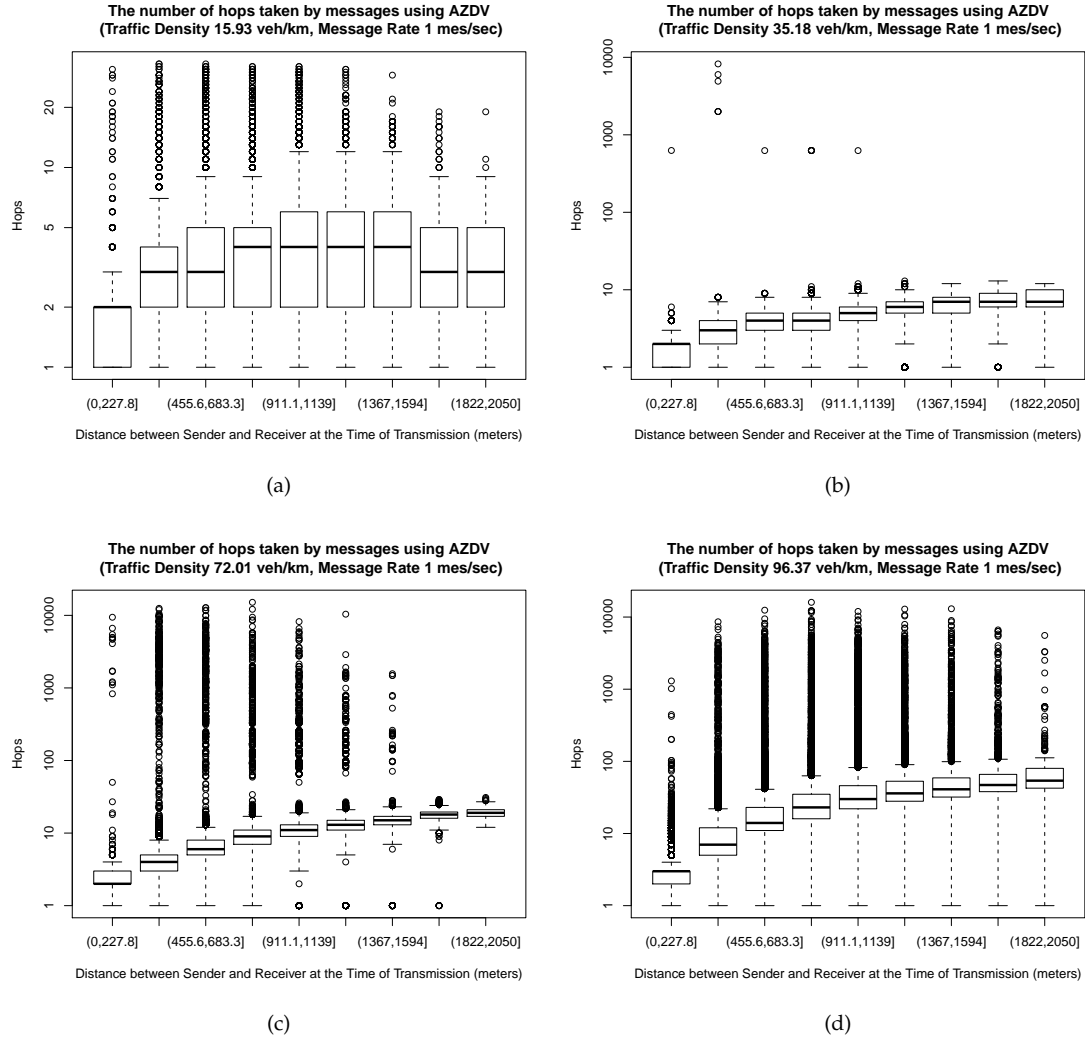 The number of hops taken by messages using AZDV
(Traffic Density 15.93 veh/km, Message Rate 1 mes/sec)
Hops
20
10
5
2
1
(0,227.8] (455.6,683.3] (911.1,1139] (1367,1594] (1822,2050]
Distance between Sender and Receiver at the Time of Transmission (meters)
(a)
The number of hops taken by messages using AZDV
(Traffic Density 35.18 veh/km, Message Rate 1 mes/sec)
Hops
10000
1000
100
10
1
(0,227.8] (455.6,683.3] (911.1,1139] (1367,1594] (1822,2050]
Distance between Sender and Receiver at the Time of Transmission (meters)
(b)
The number of hops taken by messages using AZDV
(Traffic Density 72.01 veh/km, Message Rate 1 mes/sec)
Hops
10000
1000
100
10
1
(0,227.8] (455.6,683.3] (911.1,1139] (1367,1594] (1822,2050]
Distance between Sender and Receiver at the Time of Transmission (meters)
(c)
The number of hops taken by messages using AZDV
(Traffic Density 96.37 veh/km, Message Rate 1 mes/sec)
Hops
10000
1000
100
10
1
(0,227.8] (455.6,683.3] (911.1,1139] (1367,1594] (1822,2050]
Distance between Sender and Receiver at the Time of Transmission (meters)
(d)